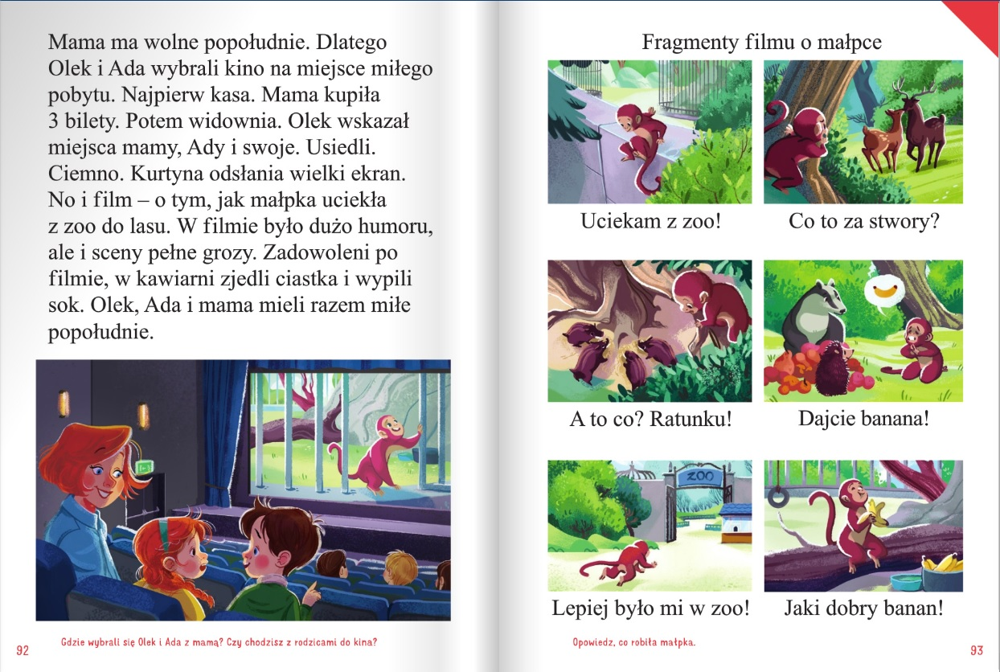 Mama ma wolne popołudnie. Dlatego
Olek i Ada wybrali kino na miejsce miłego
pobytu. Najpierw kasa. Mama kupiła
3 bilety. Potem widownia. Olek wskazał
miejsca mamy, Ady i swoje. Usiedli.
Ciemno. Kurtyna odsłania wielki ekran.
No i film – o tym, jak małpka uciekła
z zoo do lasu. W filmie było dużo humoru,
ale i sceny pełne grozy. Zadowoleni po
filmie, w kawiarni zjedli ciastka i wypili
sok. Olek, Ada i mama mieli razem miłe
popołudnie.
Gdzie wybrali się Olek i Ada z mamą? Czy chodzisz z rodzicami do kina?
92
Fragmenty filmu o małpce
Uciekam z zoo!
Co to za stwory?
A to co? Ratunku!
Dajcie banana!
ZOO
Lepiej było mi w zoo!
Jaki dobry banan!
Opowiedz, co robiła małpka.
93